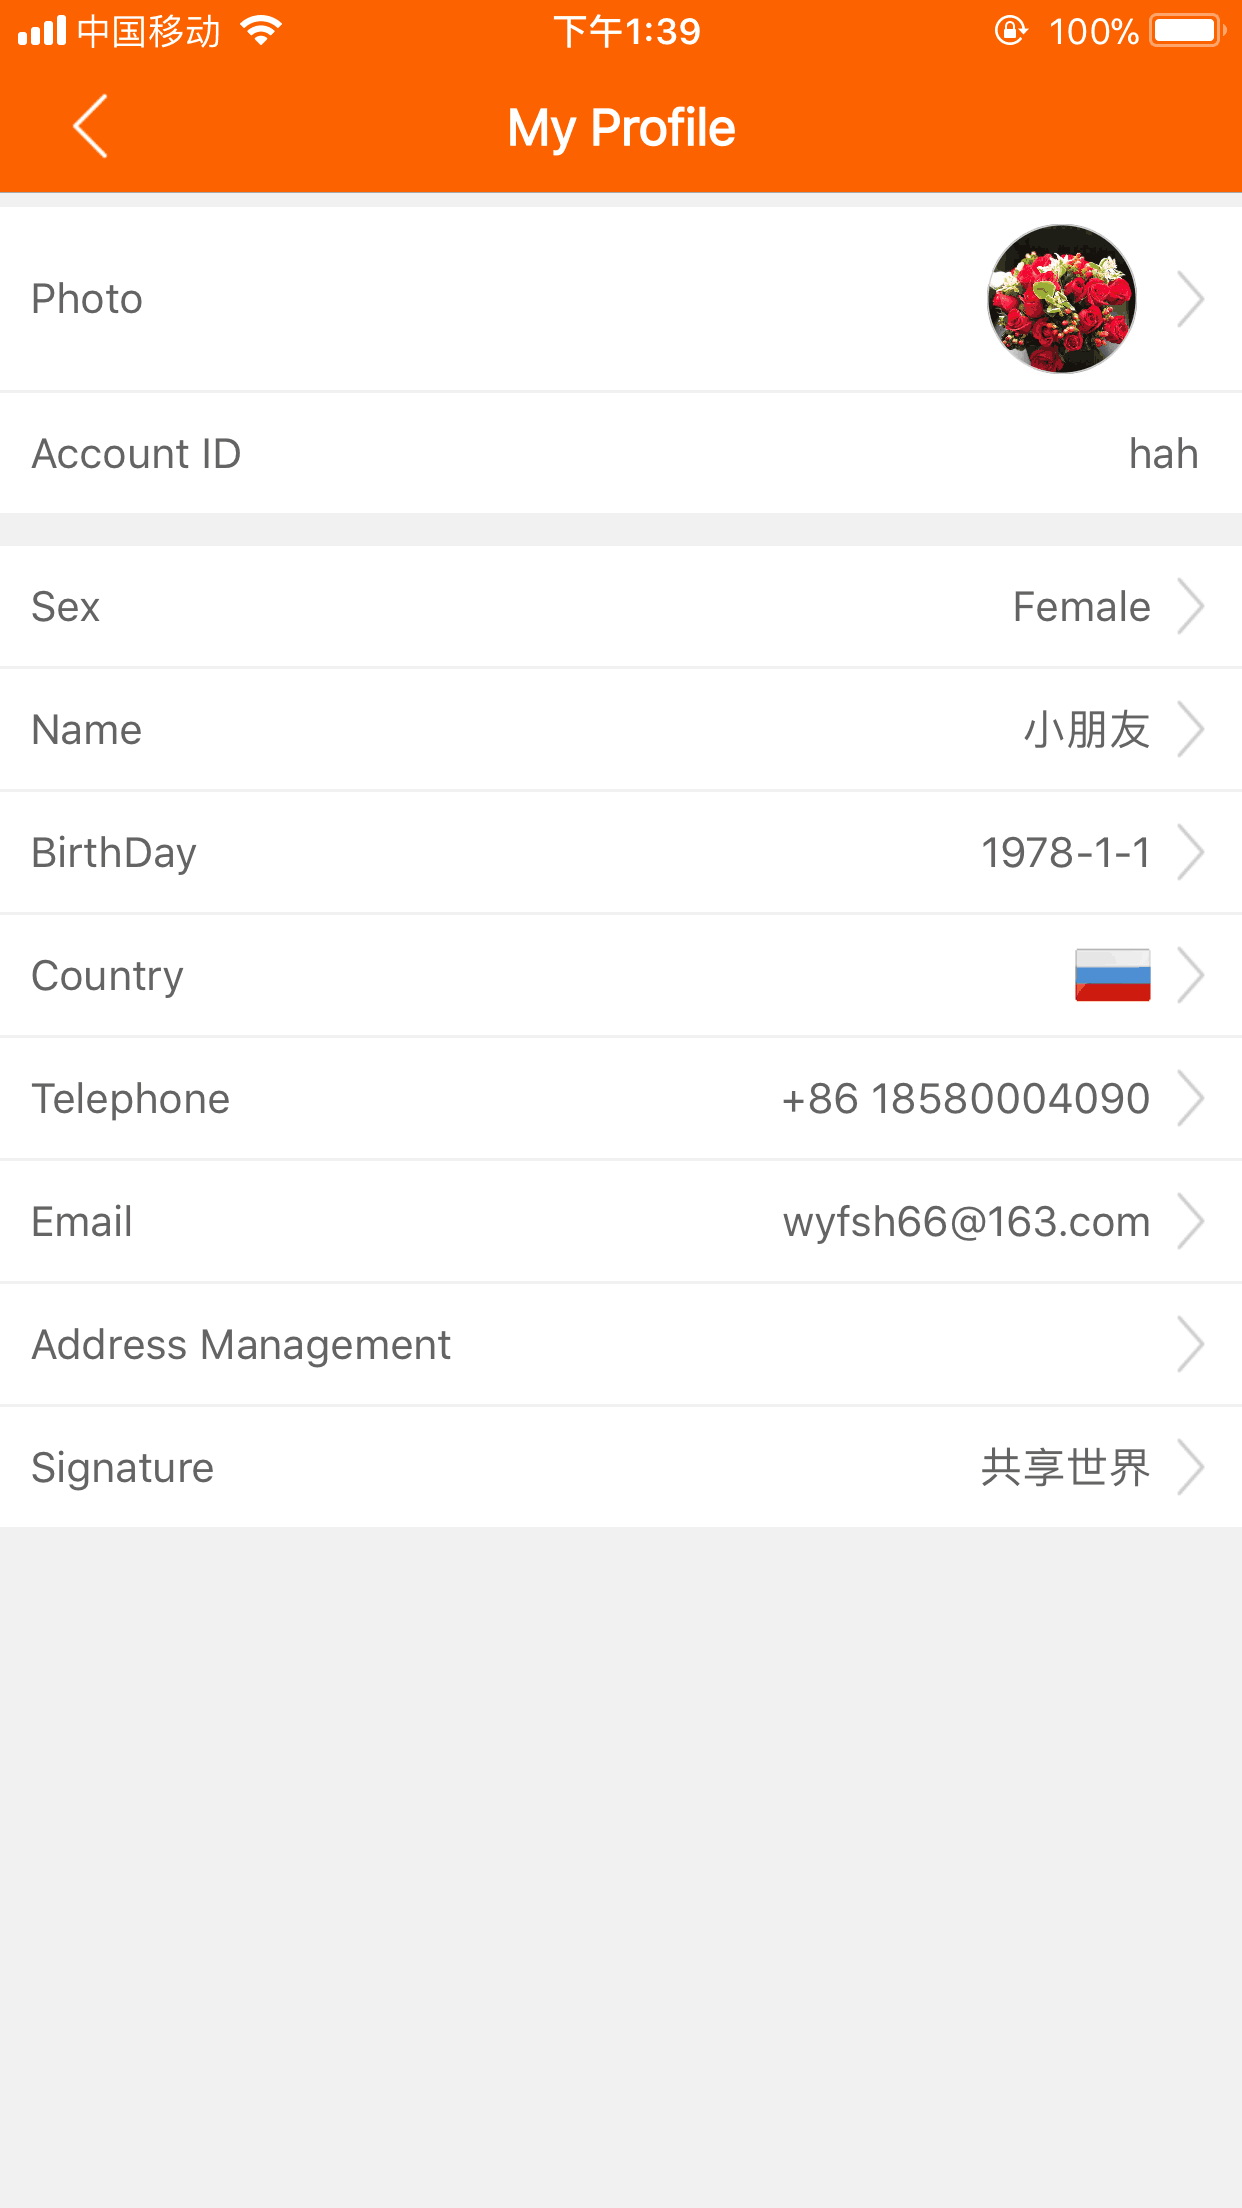 中国移动 下午1:39 100%
My Profile
Photo
Account ID hah
Sex Female
Name 小朋友
BirthDay 1978-1-1
Country
Telephone +86 18580004090
Email wyfsh66@163.com
Address Management
Signature 共享世界